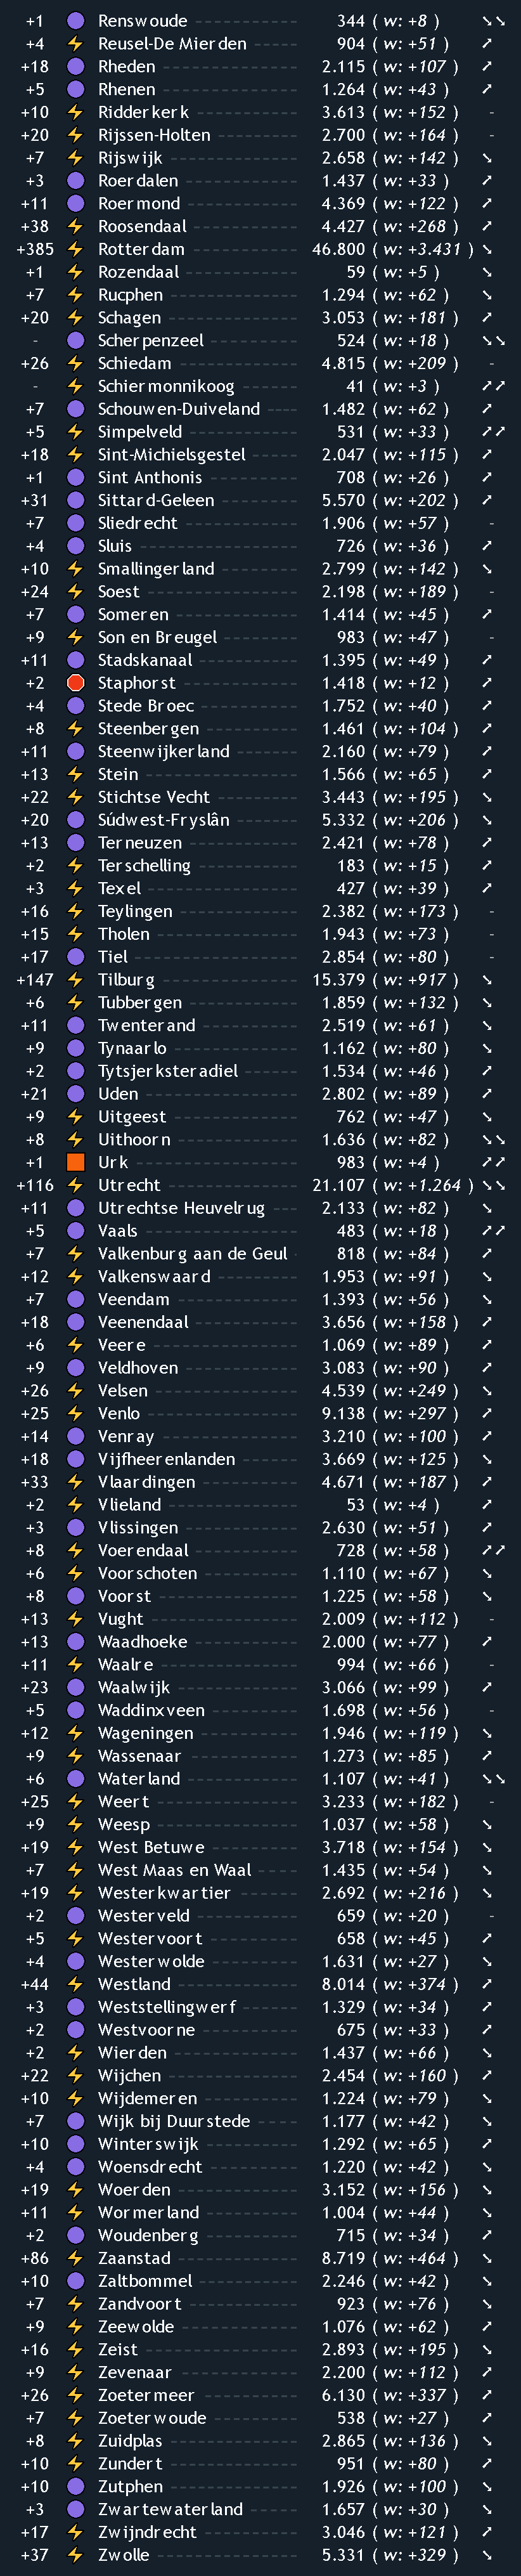 +1 Renswoude 344 ( w: +8 )
+4 Reusel-De Mierden 904 ( w: +51 )
+18 Rheden 2.115 ( w: +107 )
+5 Rhenen 1.264 ( w: +43 )
+10 Ridderkerk 3.613 ( w: +152 ) -
+20 Rijssen-Holten 2.700 ( w: +164 ) -
+7 Rijswijk 2.658 ( w: +142 )
+3 Roerdalen 1.437 ( w: +33 )
+11 Roermond 4.369 ( w: +122 )
+38 Roosendaal 4.427 ( w: +268 )
+385 Rotterdam 46.800 ( w: +3.431 )
+1 Rozendaal 59 ( w: +5 )
+7 Rucphen 1.294 ( w: +62 )
+20 Schagen 3.053 ( w: +181 )
- Scherpenzeel 524 ( w: +18 )
+26 Schiedam 4.815 ( w: +209 ) -
- Schiermonnikoog 41 ( w: +3 )
+7 Schouwen-Duiveland 1.482 ( w: +62 )
+5 Simpelveld 531 ( w: +33 )
+18 Sint-Michielsgestel 2.047 ( w: +115 )
+1 Sint Anthonis 708 ( w: +26 )
+31 Sittard-Geleen 5.570 ( w: +202 )
+7 Sliedrecht 1.906 ( w: +57 ) -
+4 Sluis 726 ( w: +36 )
+10 Smallingerland 2.799 ( w: +142 )
+24 Soest 2.198 ( w: +189 ) -
+7 Someren 1.414 ( w: +45 )
+9 Son en Breugel 983 ( w: +47 ) -
+11 Stadskanaal 1.395 ( w: +49 )
+2 Staphorst 1.418 ( w: +12 )
+4 Stede Broec 1.752 ( w: +40 )
+8 Steenbergen 1.461 ( w: +104 )
+11 Steenwijkerland 2.160 ( w: +79 )
+13 Stein 1.566 ( w: +65 )
+22 Stichtse Vecht 3.443 ( w: +195 )
+20 Súdwest-Fryslân 5.332 ( w: +206 )
+13 Terneuzen 2.421 ( w: +78 )
+2 Terschelling 183 ( w: +15 )
+3 Texel 427 ( w: +39 )
+16 Teylingen 2.382 ( w: +173 ) -
+15 Tholen 1.943 ( w: +73 ) -
+17 Tiel 2.854 ( w: +80 ) -
+147 Tilburg 15.379 ( w: +917 )
+6 Tubbergen 1.859 ( w: +132 )
+11 Twenterand 2.519 ( w: +61 )
+9 Tynaarlo 1.162 ( w: +80 )
+2 Tytsjerksteradiel 1.534 ( w: +46 )
+21 Uden 2.802 ( w: +89 )
+9 Uitgeest 762 ( w: +47 )
+8 Uithoorn 1.636 ( w: +82 )
+1 Urk 983 ( w: +4 )
+116 Utrecht 21.107 ( w: +1.264 )
+11 Utrechtse Heuvelrug 2.133 ( w: +82 )
+5 Vaals 483 ( w: +18 )
+7 Valkenburg aan de Geul 818 ( w: +84 )
+12 Valkenswaard 1.953 ( w: +91 )
+7 Veendam 1.393 ( w: +56 )
+18 Veenendaal 3.656 ( w: +158 )
+6 Veere 1.069 ( w: +89 )
+9 Veldhoven 3.083 ( w: +90 )
+26 Velsen 4.539 ( w: +249 )
+25 Venlo 9.138 ( w: +297 )
+14 Venray 3.210 ( w: +100 )
+18 Vijfheerenlanden 3.669 ( w: +125 )
+33 Vlaardingen 4.671 ( w: +187 )
+2 Vlieland 53 ( w: +4 )
+3 Vlissingen 2.630 ( w: +51 )
+8 Voerendaal 728 ( w: +58 )
+6 Voorschoten 1.110 ( w: +67 )
+8 Voorst 1.225 ( w: +58 )
+13 Vught 2.009 ( w: +112 ) -
+13 Waadhoeke 2.000 ( w: +77 )
+11 Waalre 994 ( w: +66 ) -
+23 Waalwijk 3.066 ( w: +99 )
+5 Waddinxveen 1.698 ( w: +56 ) -
+12 Wageningen 1.946 ( w: +119 )
+9 Wassenaar 1.273 ( w: +85 )
+6 Waterland 1.107 ( w: +41 )
+25 Weert 3.233 ( w: +182 ) -
+9 Weesp 1.037 ( w: +58 )
+19 West Betuwe 3.718 ( w: +154 )
+7 West Maas en Waal 1.435 ( w: +54 )
+19 Westerkwartier 2.692 ( w: +216 )
+2 Westerveld 659 ( w: +20 ) -
+5 Westervoort 658 ( w: +45 )
+4 Westerwolde 1.631 ( w: +27 )
+44 Westland 8.014 ( w: +374 )
+3 Weststellingwerf 1.329 ( w: +34 )
+2 Westvoorne 675 ( w: +33 )
+2 Wierden 1.437 ( w: +66 )
+22 Wijchen 2.454 ( w: +160 )
+10 Wijdemeren 1.224 ( w: +79 )
+7 Wijk bij Duurstede 1.177 ( w: +42 )
+10 Winterswijk 1.292 ( w: +65 )
+4 Woensdrecht 1.220 ( w: +42 )
+19 Woerden 3.152 ( w: +156 )
+11 Wormerland 1.004 ( w: +44 )
+2 Woudenberg 715 ( w: +34 )
+86 Zaanstad 8.719 ( w: +464 )
+10 Zaltbommel 2.246 ( w: +42 )
+7 Zandvoort 923 ( w: +76 )
+9 Zeewolde 1.076 ( w: +62 )
+16 Zeist 2.893 ( w: +195 )
+9 Zevenaar 2.200 ( w: +112 )
+26 Zoetermeer 6.130 ( w: +337 )
+7 Zoeterwoude 538 ( w: +27 )
+8 Zuidplas 2.865 ( w: +136 )
+10 Zundert 951 ( w: +80 )
+10 Zutphen 1.926 ( w: +100 )
+3 Zwartewaterland 1.657 ( w: +30 )
+17 Zwijndrecht 3.046 ( w: +121 )
+37 Zwolle 5.331 ( w: +329 )